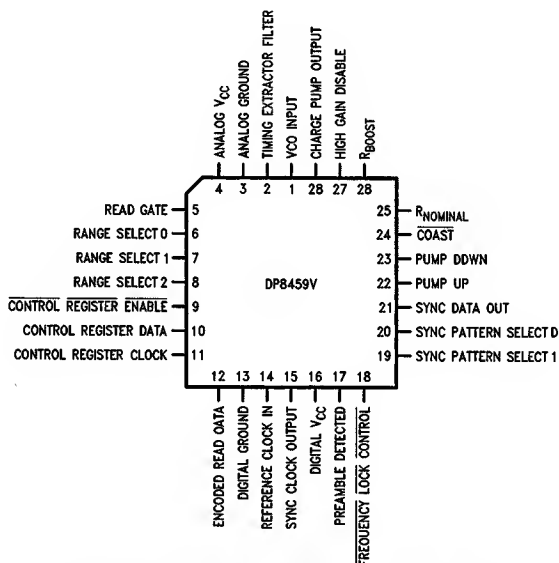 ANALOG VCC
ANALOG GROUND
TIMING EXTRACTOR FILTER
VCO INPUT
CHARGE PUMP OUTPUT
HIGH GAIN DISABLE
RBOOST
4 3 2 1 28 27 28
READ GATE 5
RANGE SELECT 0 6
RANGE SELECT 1 7
RANGE SELECT 2 8
CONTROL REGISTER ENABLE 9
CONTROL REGISTER DATA 10
CONTROL REGISTER CLOCK 11
DP8459V
25 RNOMINAL
24 COAST
23 PUMP DDWN
22 PUMP UP
21 SYNC DATA OUT
20 SYNC PATTERN SELECT D
19 SYNC PATTERN SELECT 1
12 13 14 15 16 17 18
ENCODED READ DATA
DIGITAL GROUND
REFERENCE CLOCK IN
SYNC CLOCK OUTPUT
DIGITAL VCC
PREAMBLE DETECTED
FREQUENCY LOCK CONTROL